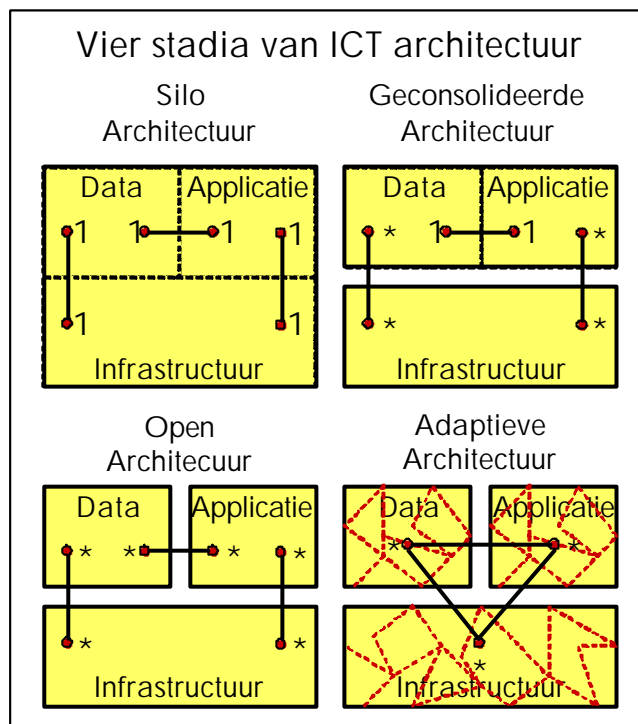 Vier stadia van ICT architectuur
Silo
Architectuur
Data
Applicatie
1
1
1
1
1
1
Infrastructuur
Geconsolideerde
Architectuur
Data
Applicatie
*
1
1
*
*
*
Infrastructuur
Open
Architecuur
Data
Applicatie
*
*
*
*
*
*
Infrastructuur
Adaptieve
Architectuur
Data
Applicatie
*
*
*
Infrastructuur